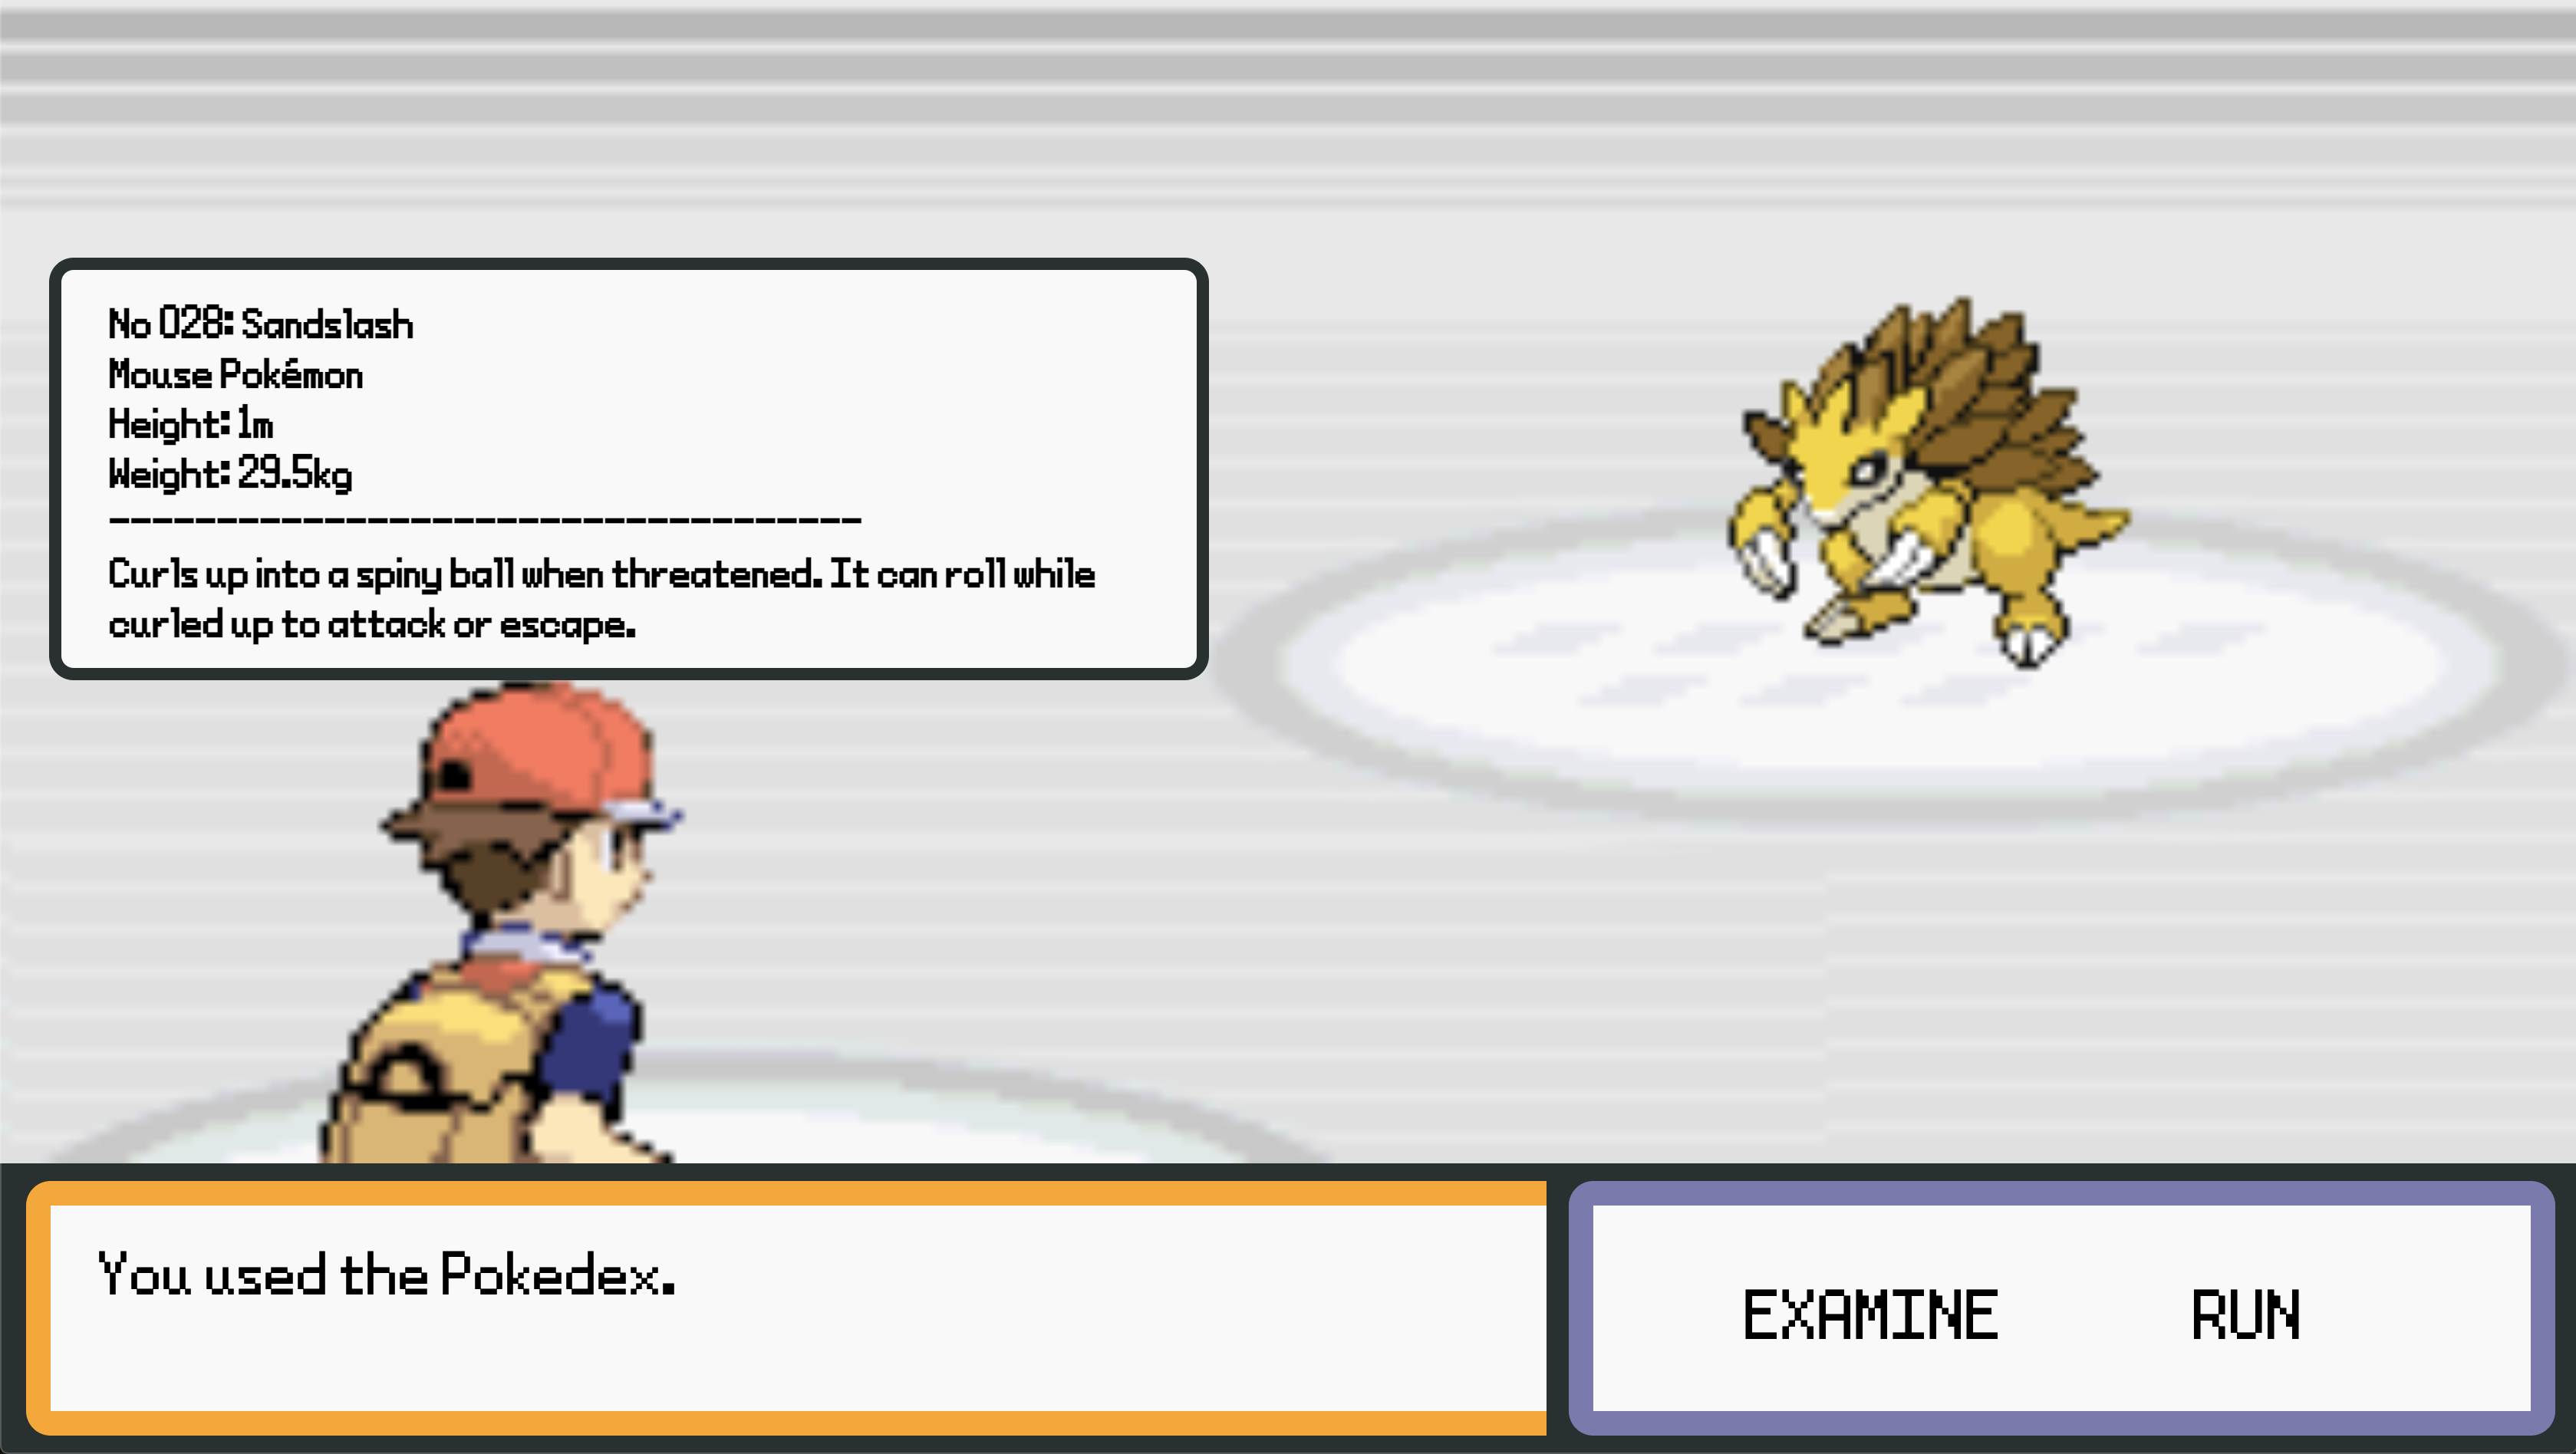 No 028: Sandslash
Mouse Pokémon
Height: 1m
Weight: 29.5kg
-----------------------------------
Curls up into a spiny ball when threatened. It can roll while
curled up to attack or escape.
You used the Pokedex.
EXAMINE RUN